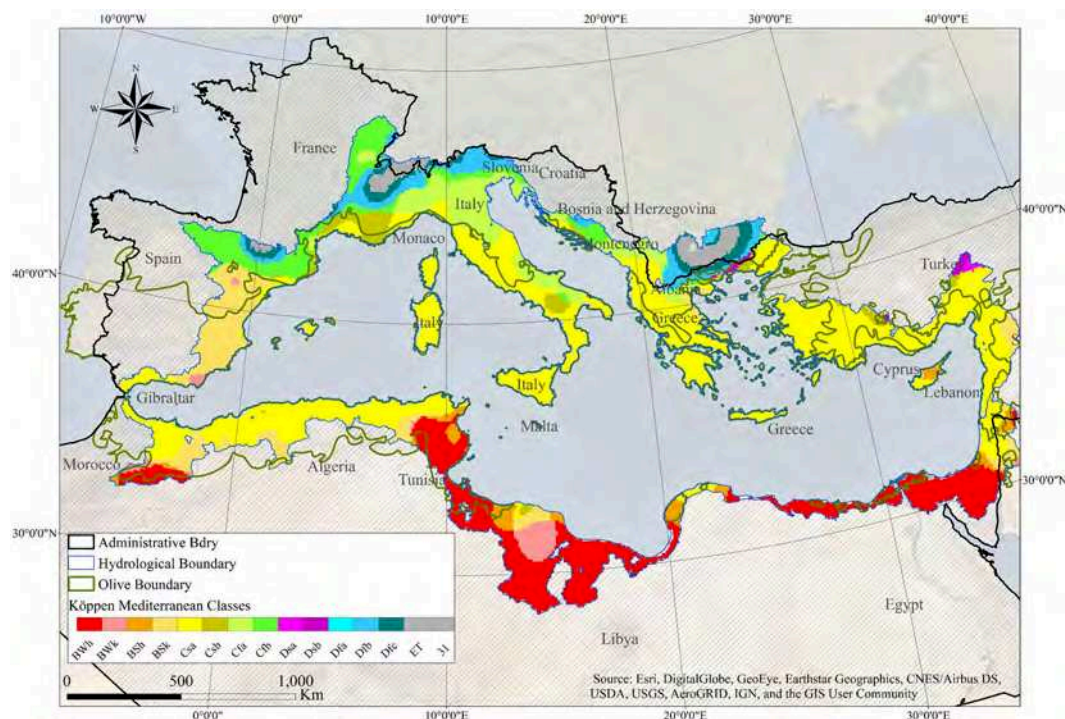 10°0'0"W 0°0'0" 10°0'0"E 20°0'0"E 30°0'0"E 40°0'0"E
N
W E
S
France
Slovenia
Croatia
Italy
Bosnia and Herzegovina
Monaco
Montenegro
Spain
40°0'0"N
40°0'0"N
Turke
Albania
Italy
Greece
Cyprus
S
Italy
Lebanon
Gibraltar
Malta
Greece
Morocco
Algeria
Tunisia
30°0'0"N
30°0'0"N
Administrative Bdry
Hydrological Boundary
Olive Boundary
Köppen Mediterranean Classes
BWh BWk BSh BSk Csa Csb Cfa Cfb Dsa Dsb Dfa Dfb Dfc ET 31
Egypt
Libya
0 500 1,000
Km
Source: Esri, DigitalGlobe, GeoEye, Earthstar Geographics, CNES/Airbus DS,
USDA, USGS, AeroGRID, IGN, and the GIS User Community
0°0'0" 10°0'0"E 20°0'0"E 30°0'0"E